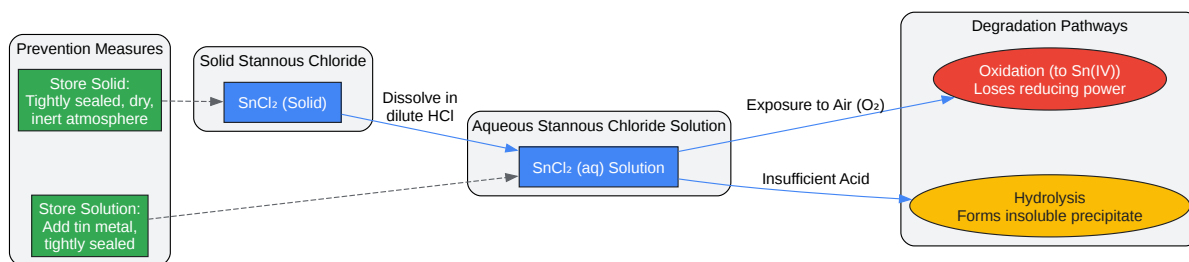 Prevention Measures
Store Solid:
Tightly sealed, dry,
inert atmosphere
Store Solution:
Add tin metal,
tightly sealed
Solid Stannous Chloride
SnCl₂ (Solid)
Dissolve in
dilute HCl
Aqueous Stannous Chloride Solution
SnCl₂ (aq) Solution
Exposure to Air (O₂)
Insufficient Acid
Degradation Pathways
Oxidation (to Sn(IV))
Loses reducing power
Hydrolysis
Forms insoluble precipitate